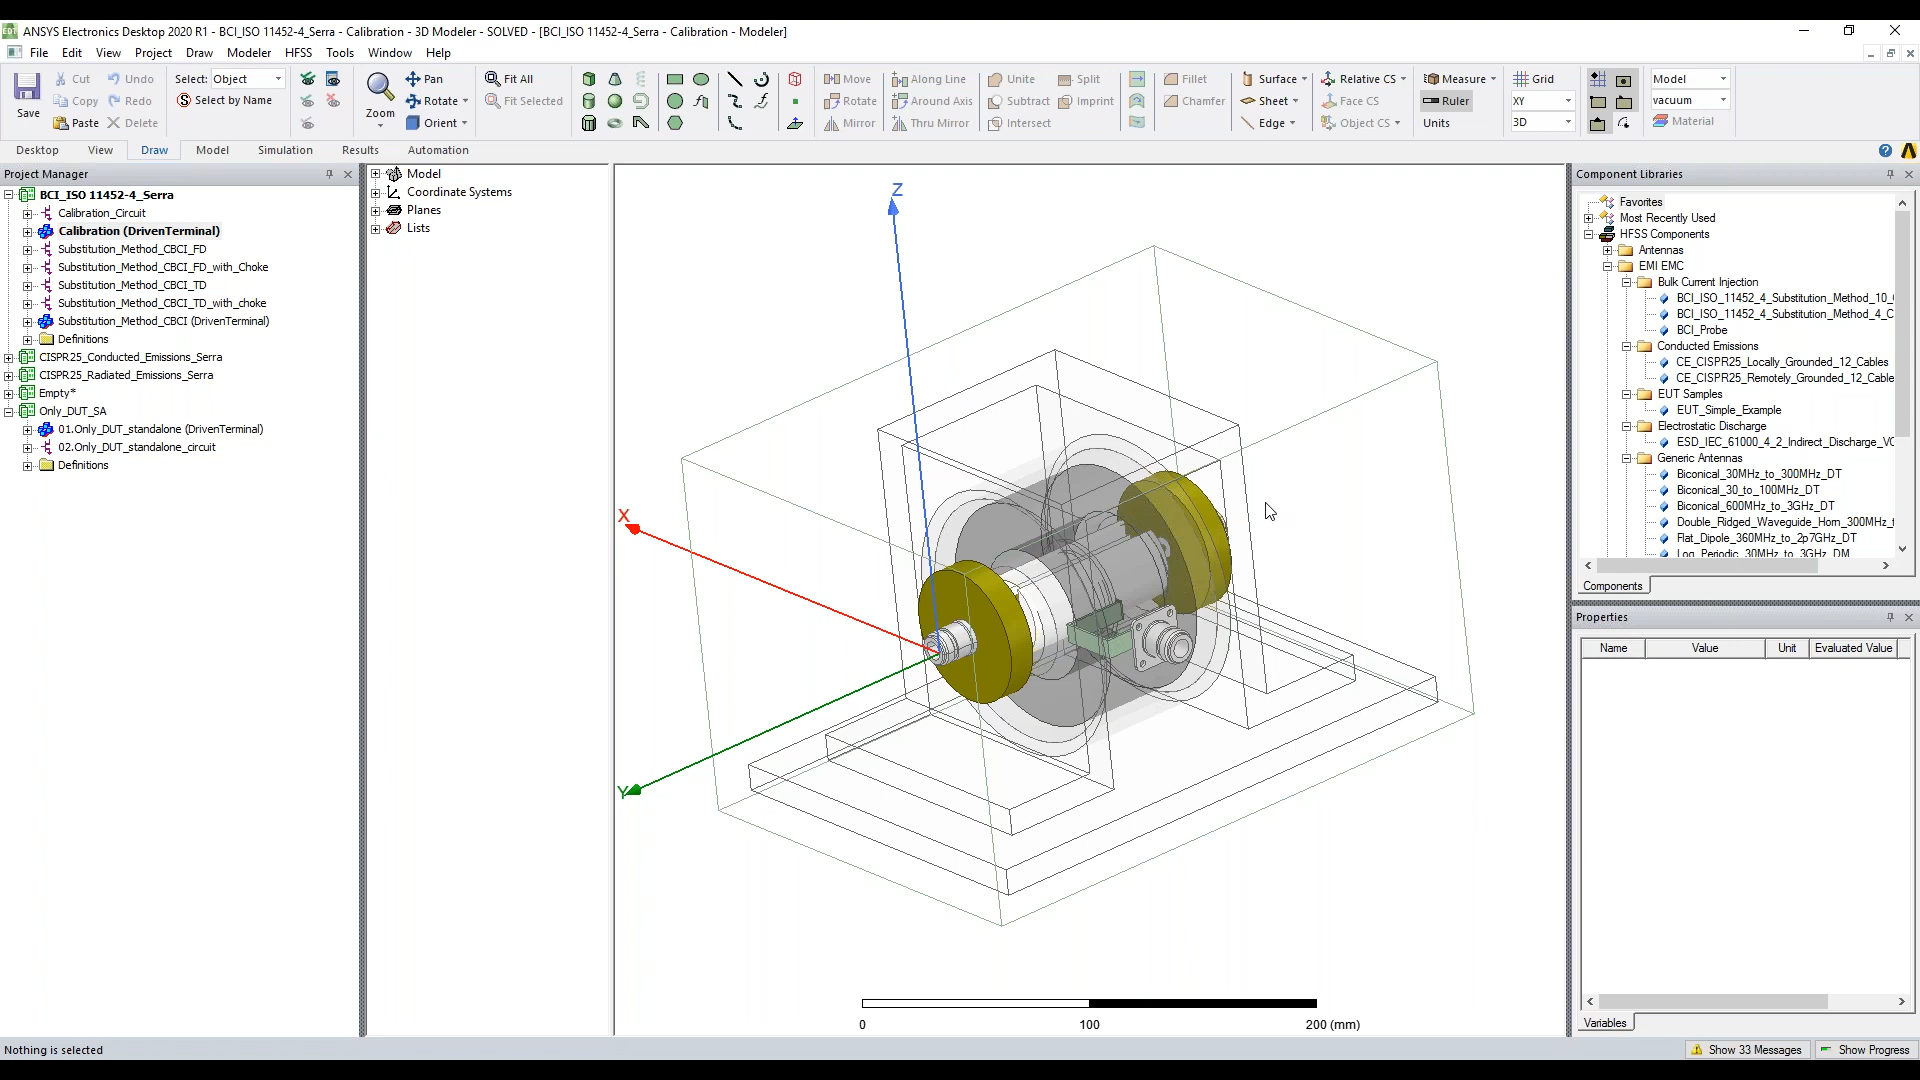 ANSYS Electronics Desktop 2020 R1 - BCI_ISO 11452-4_Serra - Calibration - 3D Modeler - SOLVED - [BCI_ISO 11452-4_Serra - Calibration - Modeler]
File Edit View Project Draw Modeler HFSS Tools Window Help
Cut Undo Select: Object Pan Fit All Move Along Line Unite Split Fillet Surface Relative CS Measure Grid Model
Save Copy Redo Select by Name Zoom Rotate Fit Selected Rotate Around Axis Subtract Imprint Chamfer Sheet Face CS Ruler XY vacuum
Paste Delete Orient Mirror Thru Mirror Intersect Edge Object CS Units 3D Material
Desktop View Draw Model Simulation Results Automation
Project Manager
BCI_ISO 11452-4_Serra
Calibration_Circuit
Calibration (DrivenTerminal)
Substitution_Method_CBCI_FD
Substitution_Method_CBCI_FD_with_Choke
Substitution_Method_CBCI_TD
Substitution_Method_CBCI_TD_with_choke
Substitution_Method_CBCI (DrivenTerminal)
Definitions
CISPR25_Conducted_Emissions_Serra
CISPR25_Radiated_Emissions_Serra
Empty*
Only_DUT_SA
01.Only_DUT_standalone (DrivenTerminal)
02.Only_DUT_standalone_circuit
Definitions
Model
Coordinate Systems
Planes
Lists
Z
X
Y
0 100 200 (mm)
Component Libraries
Favorites
Most Recently Used
HFSS Components
Antennas
EMI EMC
Bulk Current Injection
BCI_ISO_11452_4_Substitution_Method_10_
BCI_ISO_11452_4_Substitution_Method_4_C
BCI_Probe
Conducted Emissions
CE_CISPR25_Locally_Grounded_12_Cables
CE_CISPR25_Remotely_Grounded_12_Cable
EUT Samples
EUT_Simple_Example
Electrostatic Discharge
ESD_IEC_61000_4_2_Indirect_Discharge_VC
Generic Antennas
Biconical_30MHz_to_300MHz_DT
Biconical_30_to_100MHz_DT
Biconical_600MHz_to_3GHz_DT
Double_Ridged_Waveguide_Horn_300MHz_t
Flat_Dipole_360MHz_to_2p7GHz_DT
Log_Periodic_30MHz_to_3GHz_DM
Components
Properties
Name Value Unit Evaluated Value
Variables
Nothing is selected
Show 33 Messages Show Progress